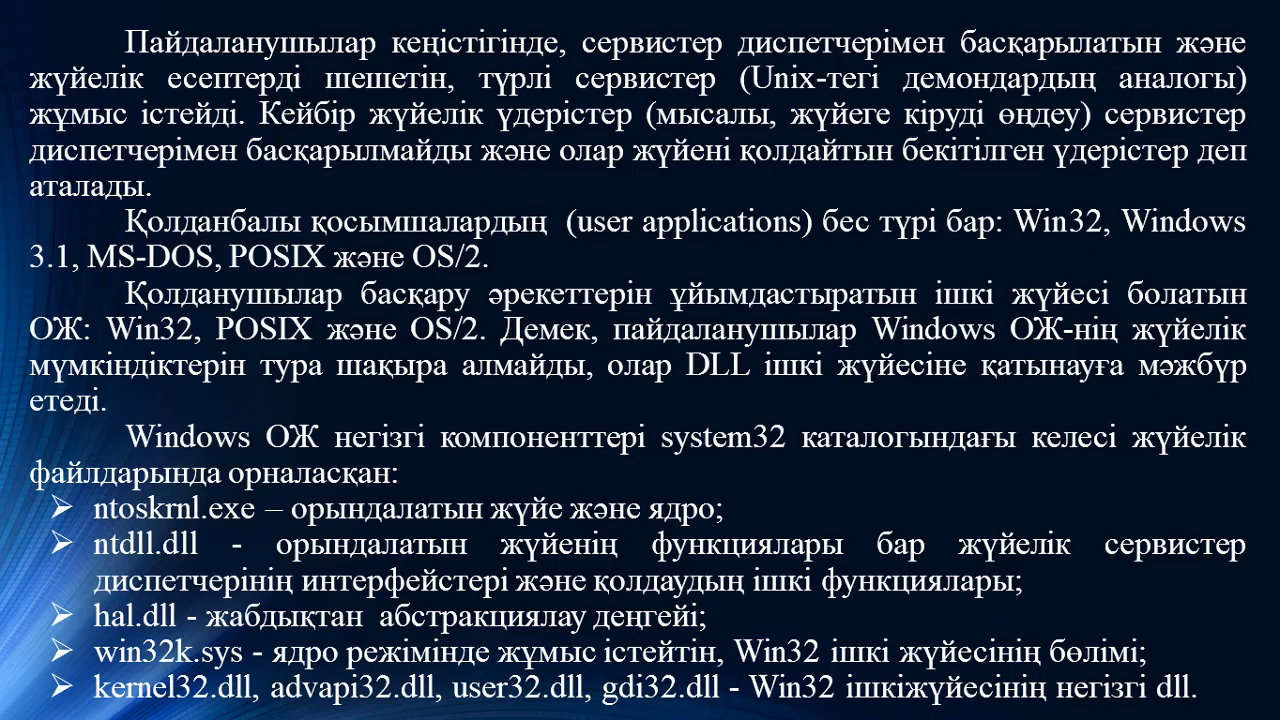 Пайдаланушылар кеңістігінде, сервистер диспетчерімен басқарылатын және
жүйелік есептерді шешетін, түрлі сервистер (Unix-тегі демондардың аналогы)
жұмыс істейді. Кейбір жүйелік үдерістер (мысалы, жүйеге кіруді өңдеу) сервистер
диспетчерімен басқарылмайды және олар жүйені қолдайтын бекітілген үдерістер деп
аталады.
Қолданбалы қосымшалардың (user applications) бес түрі бар: Win32, Windows
3.1, MS-DOS, POSIX және OS/2.
Қолданушылар басқару әрекеттерін ұйымдастыратын ішкі жүйесі болатын
ОЖ: Win32, POSIX және OS/2. Демек, пайдаланушылар Windows ОЖ-нің жүйелік
мүмкіндіктерін тура шақыра алмайды, олар DLL ішкі жүйесіне қатынауға мәжбүр
етеді.
Windows ОЖ негізгі компоненттері system32 каталогындағы келесі жүйелік
файлдарында орналасқан:
➢ ntoskrnl.exe – орындалатын жүйе және ядро;
➢ ntdll.dll - орындалатын жүйенің функциялары бар жүйелік сервистер
диспетчерінің интерфейстері және қолдаудың ішкі функциялары;
➢ hal.dll - жабдықтан абстракциялау деңгейі;
➢ win32k.sys - ядро режімінде жұмыс істейтін, Win32 ішкі жүйесінің бөлімі;
➢ kernel32.dll, advapi32.dll, user32.dll, gdi32.dll - Win32 ішкіжүйесінің негізгі dll.